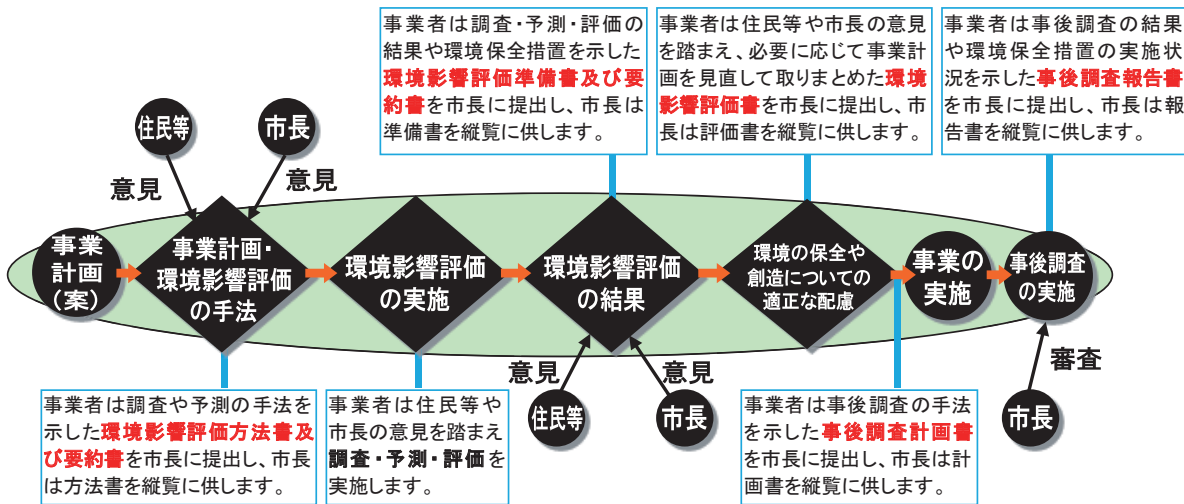 事業者は調査・予測・評価の
結果や環境保全措置を示した
環境影響評価準備書及び要
約書を市長に提出し、市長は
準備書を縦覧に供します。
事業者は住民等や市長の意見
を踏まえ、必要に応じて事業計
画を見直して取りまとめた環境
影響評価書を市長に提出し、市
長は評価書を縦覧に供します。
事業者は事後調査の結果
や環境保全措置の実施状
況を示した事後調査報告書
を市長に提出し、市長は報
告書を縦覧に供します。
住民等
市長
意見
意見
事業
計画
（案）
事業計画・
環境影響評価
の手法
環境影響評価
の実施
環境影響評価
の結果
環境の保全や
創造についての
適正な配慮
事業の
実施
事後調査
の実施
意見
意見
審査
住民等
市長
市長
事業者は調査や予測の手法を
示した環境影響評価方法書及
び要約書を市長に提出し、市長
は方法書を縦覧に供します。
事業者は住民等や
市長の意見を踏まえ
調査・予測・評価を
実施します。
事業者は事後調査の手法
を示した事後調査計画書
を市長に提出し、市長は計
画書を縦覧に供します。